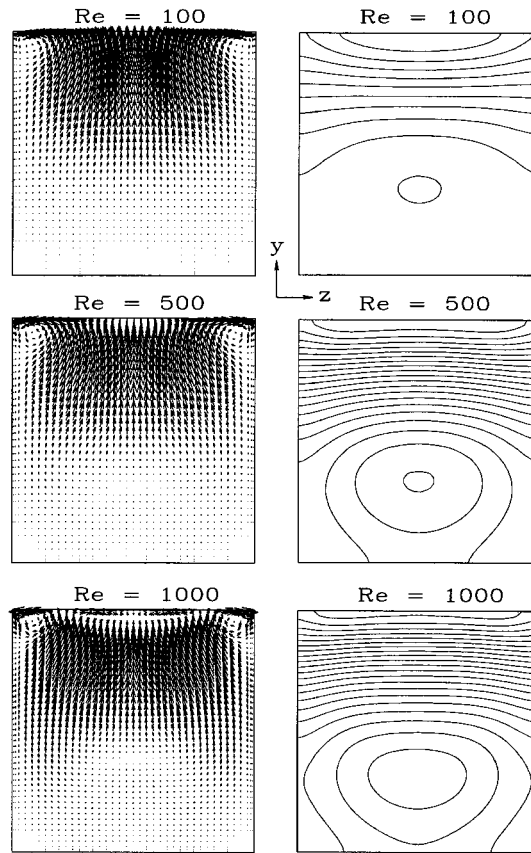 Re = 100
Re = 100
y
z
Re = 500
Re = 500
Re = 1000
Re = 1000